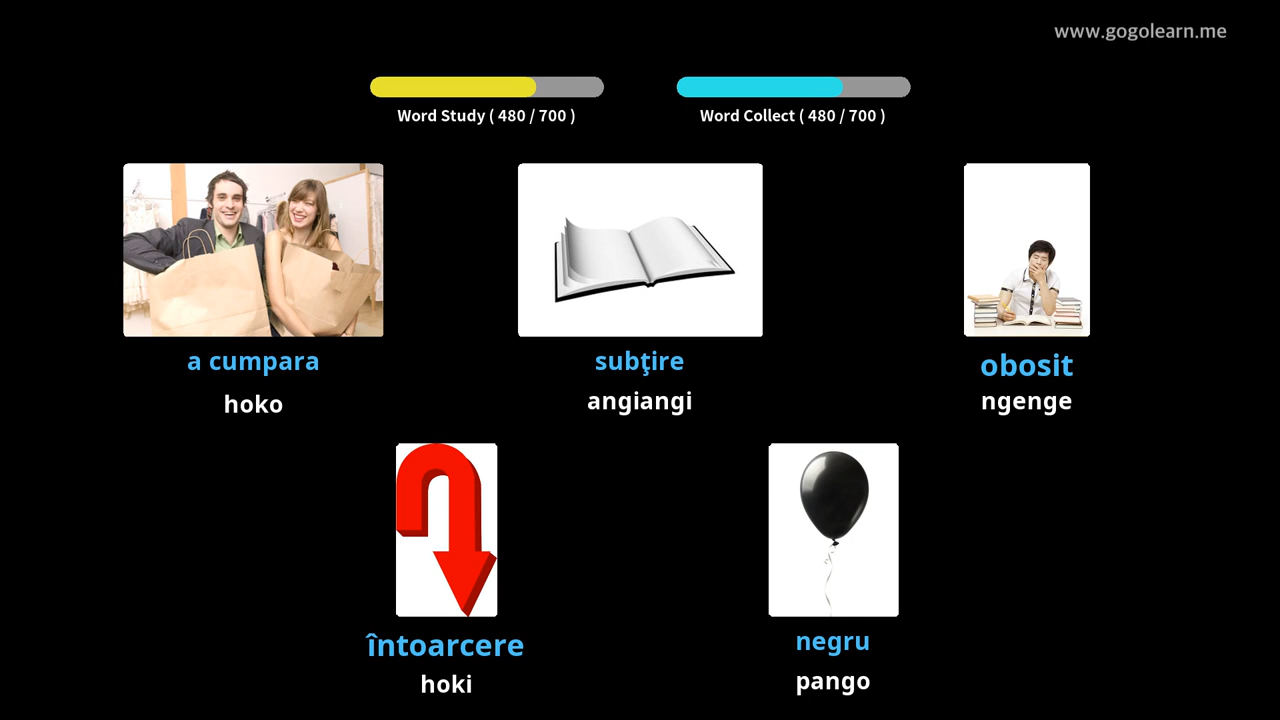 www.gogolearn.me
Word Study ( 480 / 700 )
Word Collect ( 480 / 700 )
a cumpara
hoko
subţire
angiangi
obosit
ngenge
întoarcere
hoki
negru
pango